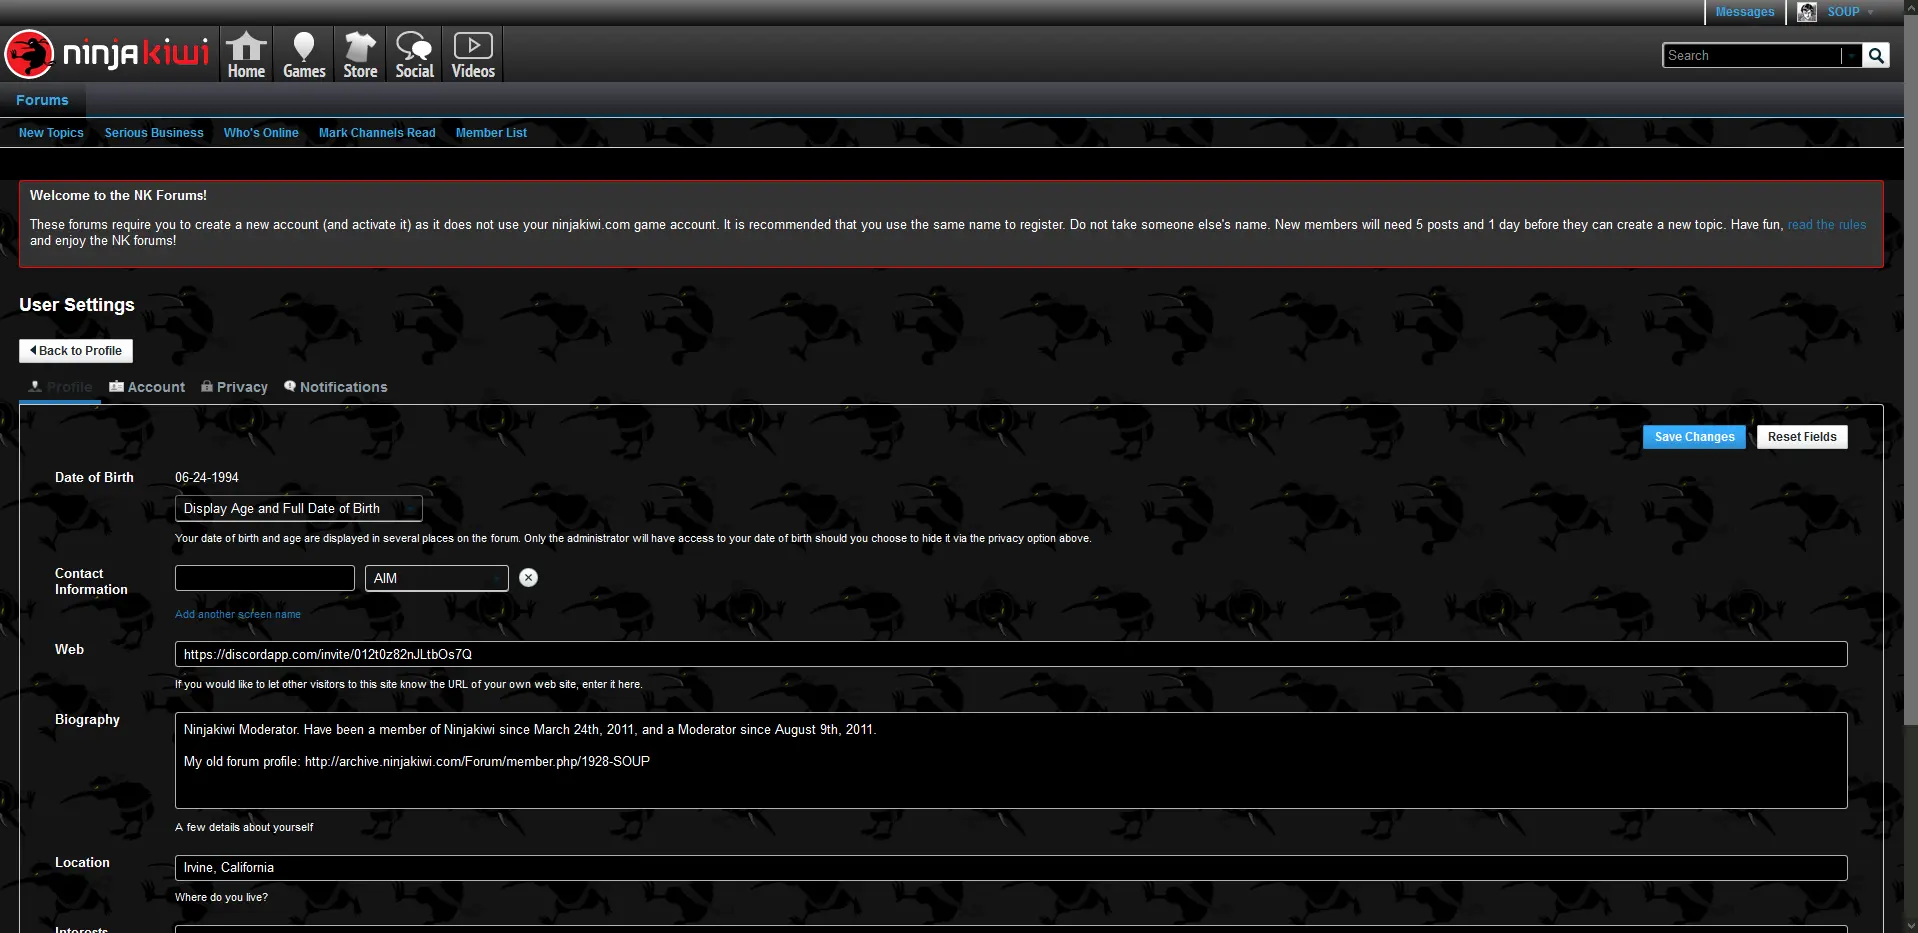 Messages
SOUP
ninjakiwi
Home
Games
Store
Social
Videos
Search
Forums
New Topics
Serious Business
Who's Online
Mark Channels Read
Member List
Welcome to the NK Forums!
These forums require you to create a new account (and activate it) as it does not use your ninjakiwi.com game account. It is recommended that you use the same name to register. Do not take someone else's name. New members will need 5 posts and 1 day before they can create a new topic. Have fun, read the rules
and enjoy the NK forums!
User Settings
Back to Profile
Profile
Account
Privacy
Notifications
Save Changes
Reset Fields
Date of Birth
06-24-1994
Display Age and Full Date of Birth
Your date of birth and age are displayed in several places on the forum. Only the administrator will have access to your date of birth should you choose to hide it via the privacy option above.
Contact
Information
AIM
Add another screen name
Web
https://discordapp.com/invite/012t0z82nJLtbOs7Q
If you would like to let other visitors to this site know the URL of your own web site, enter it here.
Biography
Ninjakiwi Moderator. Have been a member of Ninjakiwi since March 24th, 2011, and a Moderator since August 9th, 2011.
My old forum profile: http://archive.ninjakiwi.com/Forum/member.php/1928-SOUP
A few details about yourself
Location
Irvine, California
Where do you live?
Interests